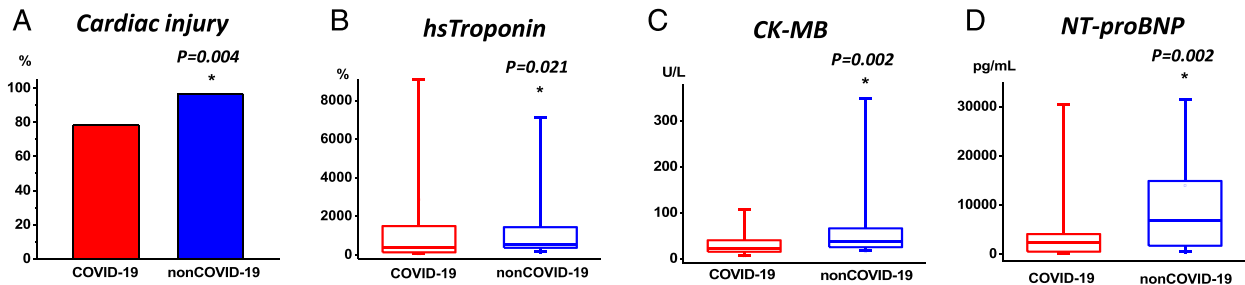 A
Cardiac injury
%
P=0.004
*
100
80
60
40
20
0
COVID-19
nonCOVID-19
B
hsTroponin
%
P=0.021
*
8000
6000
4000
2000
0
COVID-19
nonCOVID-19
C
CK-MB
U/L
P=0.002
*
300
200
100
0
COVID-19
nonCOVID-19
D
NT-proBNP
pg/mL
P=0.002
*
30000
20000
10000
0
COVID-19
nonCOVID-19